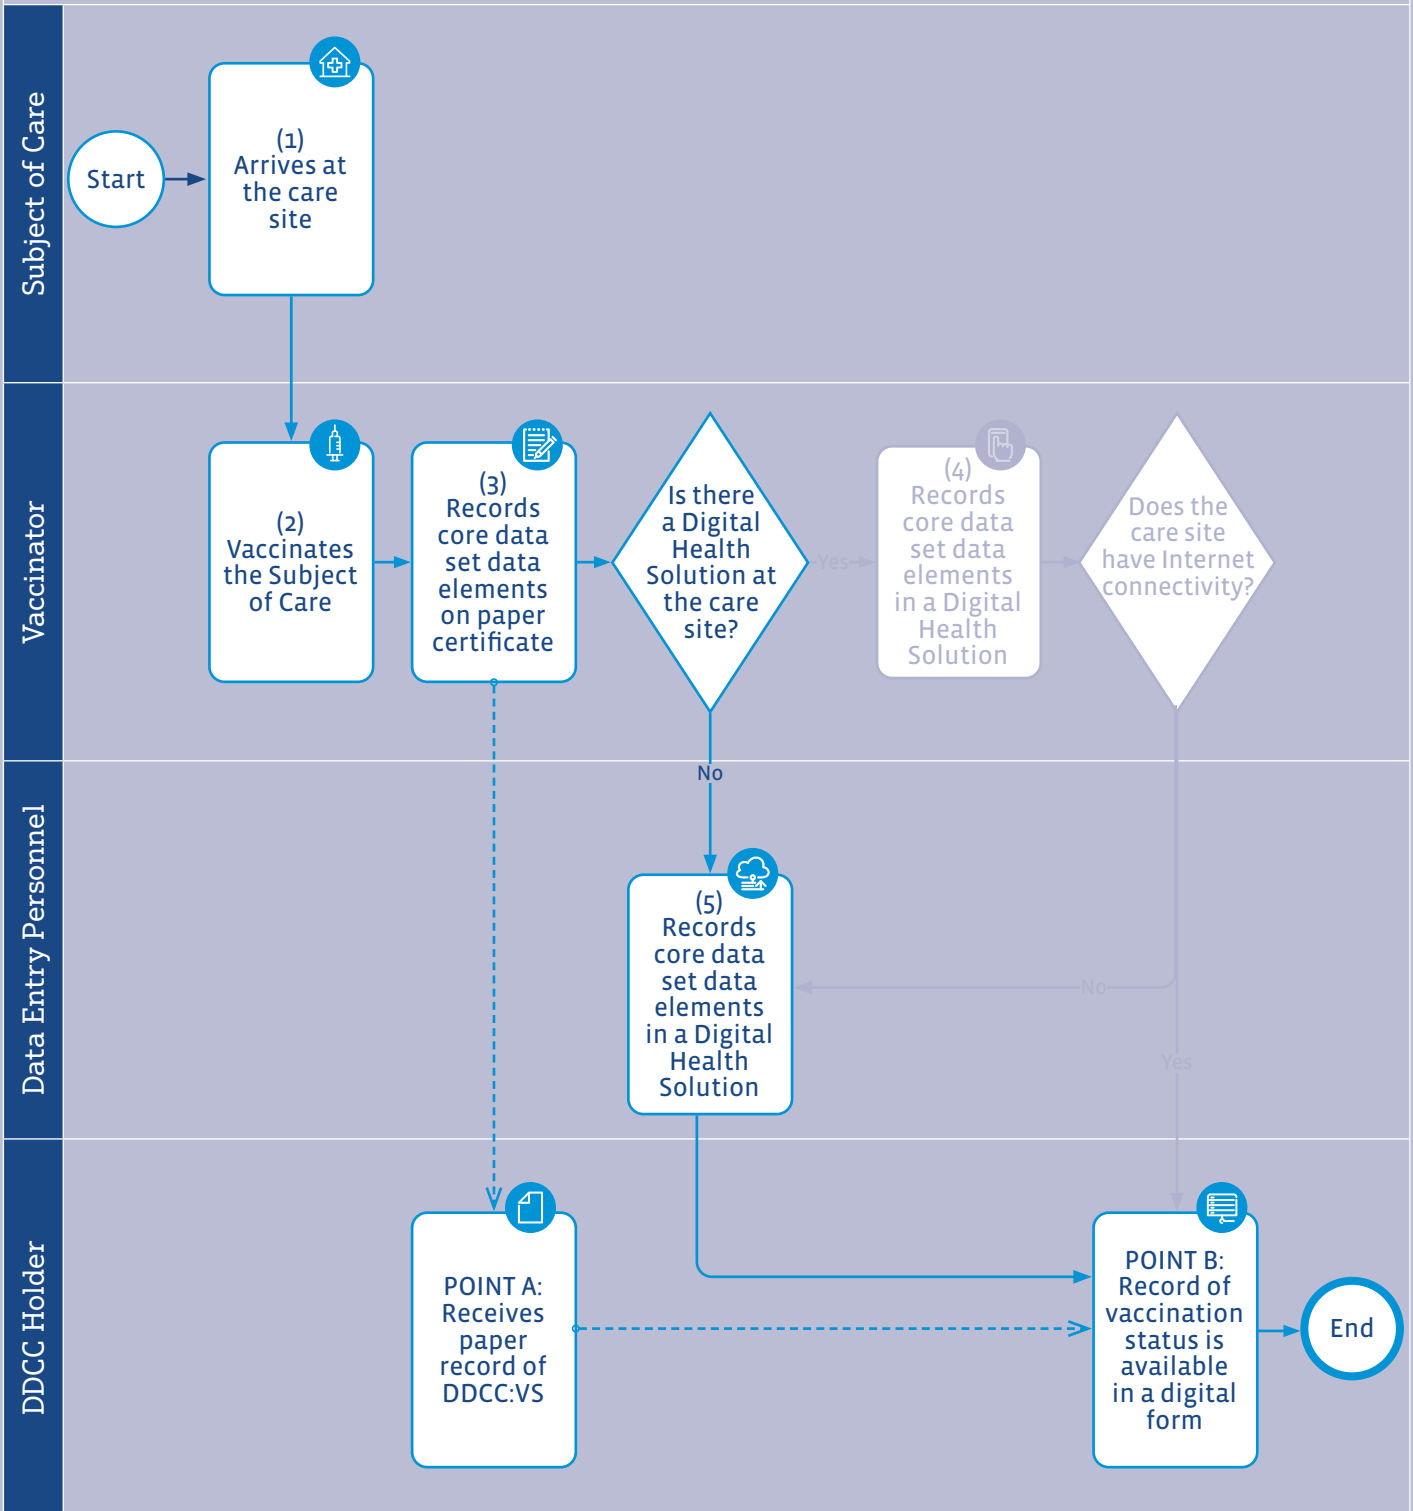 Subject of Care
Start
(1)
Arrives at
the care
site
Vaccinator
(2)
Vaccinates
the Subject
of Care
(3)
Records
core data
set data
elements
on paper
certificate
Is there
a Digital
Health
Solution at
the care
site?
Yes
(4)
Records
core data
set data
elements
in a Digital
Health
Solution
Does the
care site
have Internet
connectivity?
No
Data Entry Personnel
(5)
Records
core data
set data
elements
in a Digital
Health
Solution
No
Yes
DDCC Holder
POINT A:
Receives
paper
record of
DDCC:VS
POINT B:
Record of
vaccination
status is
available
in a digital
form
End